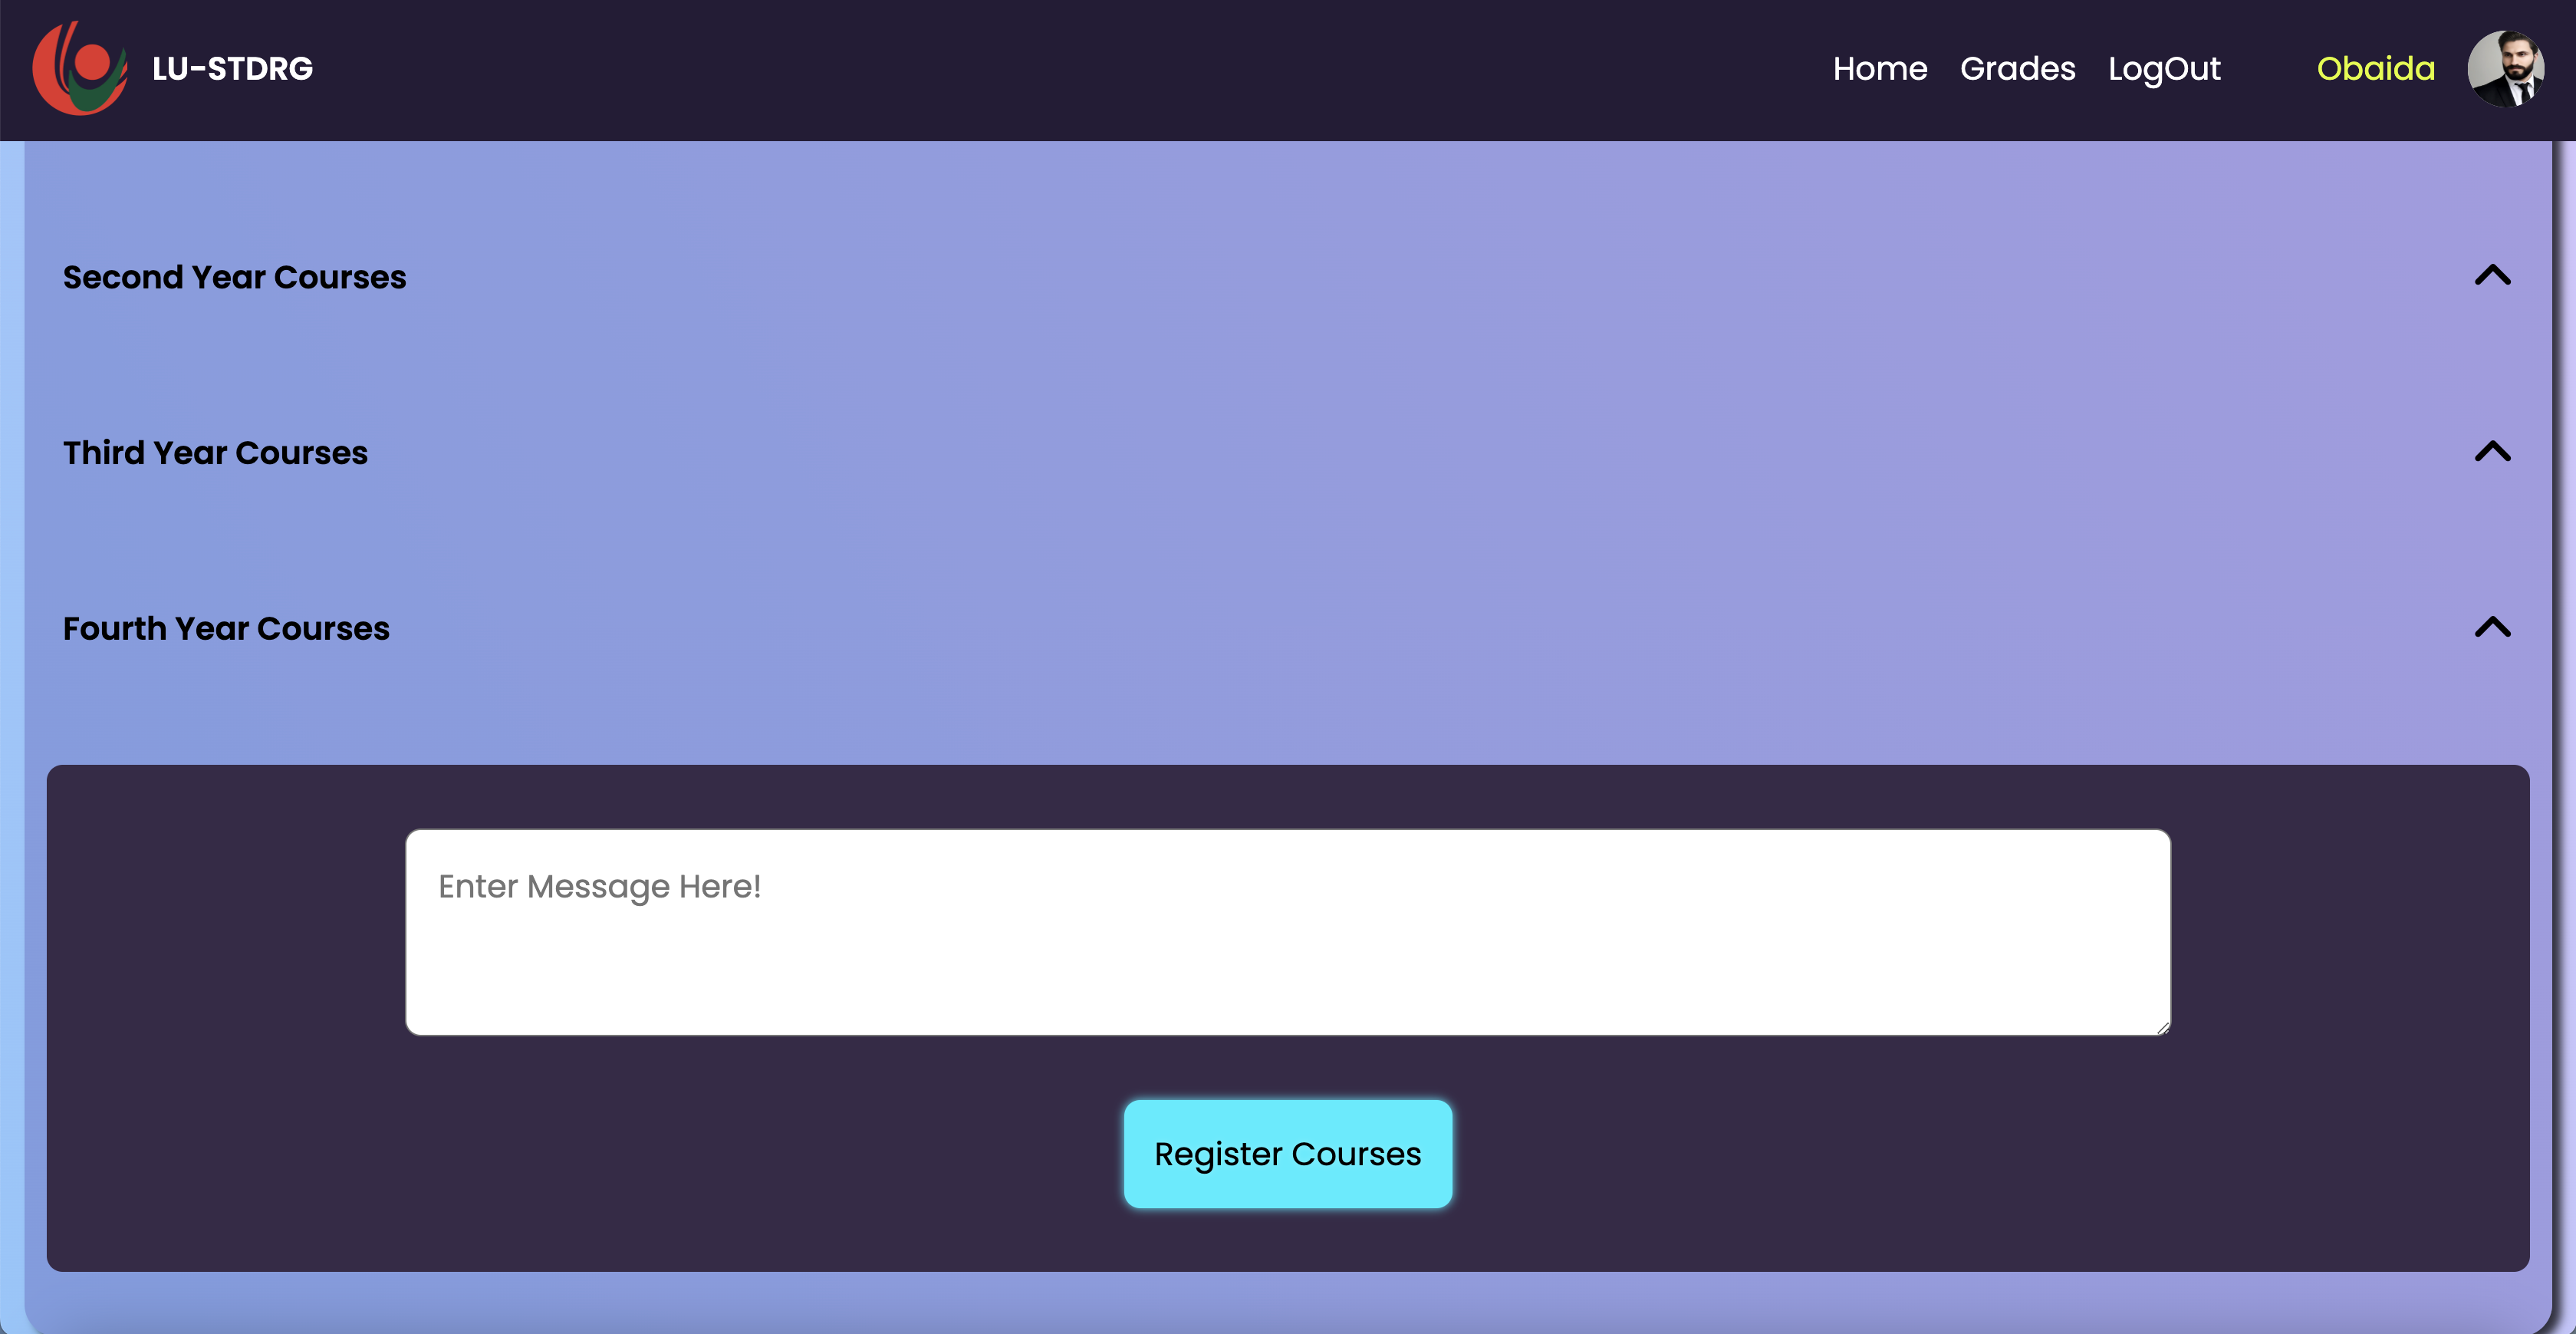 LU-STDRG
Home Grades LogOut Obaida
Second Year Courses
Third Year Courses
Fourth Year Courses
Enter Message Here!
Register Courses